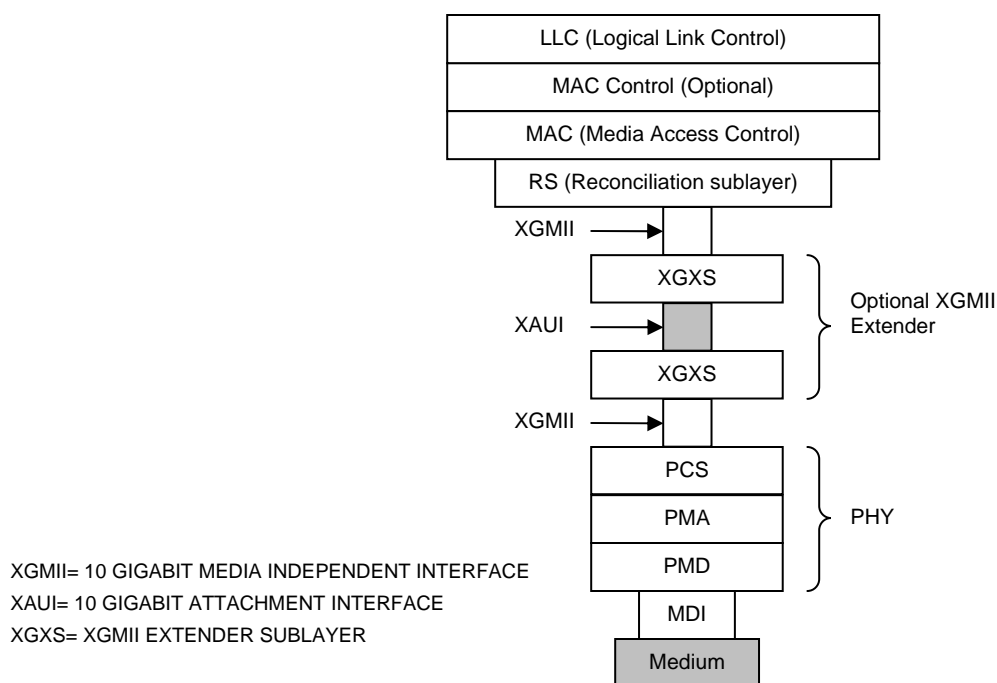 LLC (Logical Link Control)
MAC Control (Optional)
MAC (Media Access Control)
RS (Reconciliation sublayer)
XGMII
XGXS
Optional XGMII
Extender
XAUI
XGXS
XGMII
PCS
PMA
PHY
PMD
XGMII= 10 GIGABIT MEDIA INDEPENDENT INTERFACE
XAUI= 10 GIGABIT ATTACHMENT INTERFACE
XGXS= XGMII EXTENDER SUBLAYER
MDI
Medium